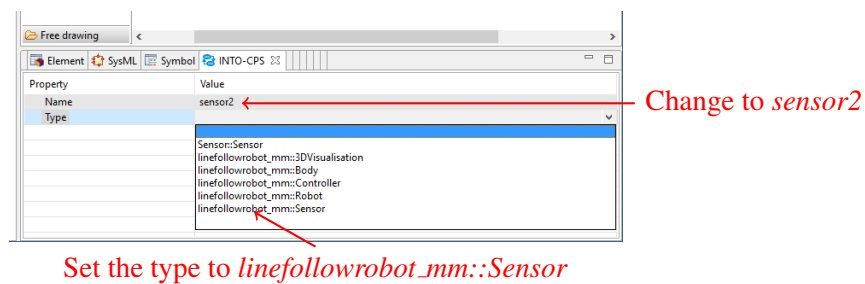 Free drawing
Element SysML Symbol INTO-CPS
Property Value
Name sensor2
Change to sensor2
Type
Sensor::Sensor
linefollowrobot_mm::3DVisualisation
linefollowrobot_mm::Body
linefollowrobot_mm::Controller
linefollowrobot_mm::Robot
linefollowrobot_mm::Sensor
Set the type to linefollowrobot_mm::Sensor